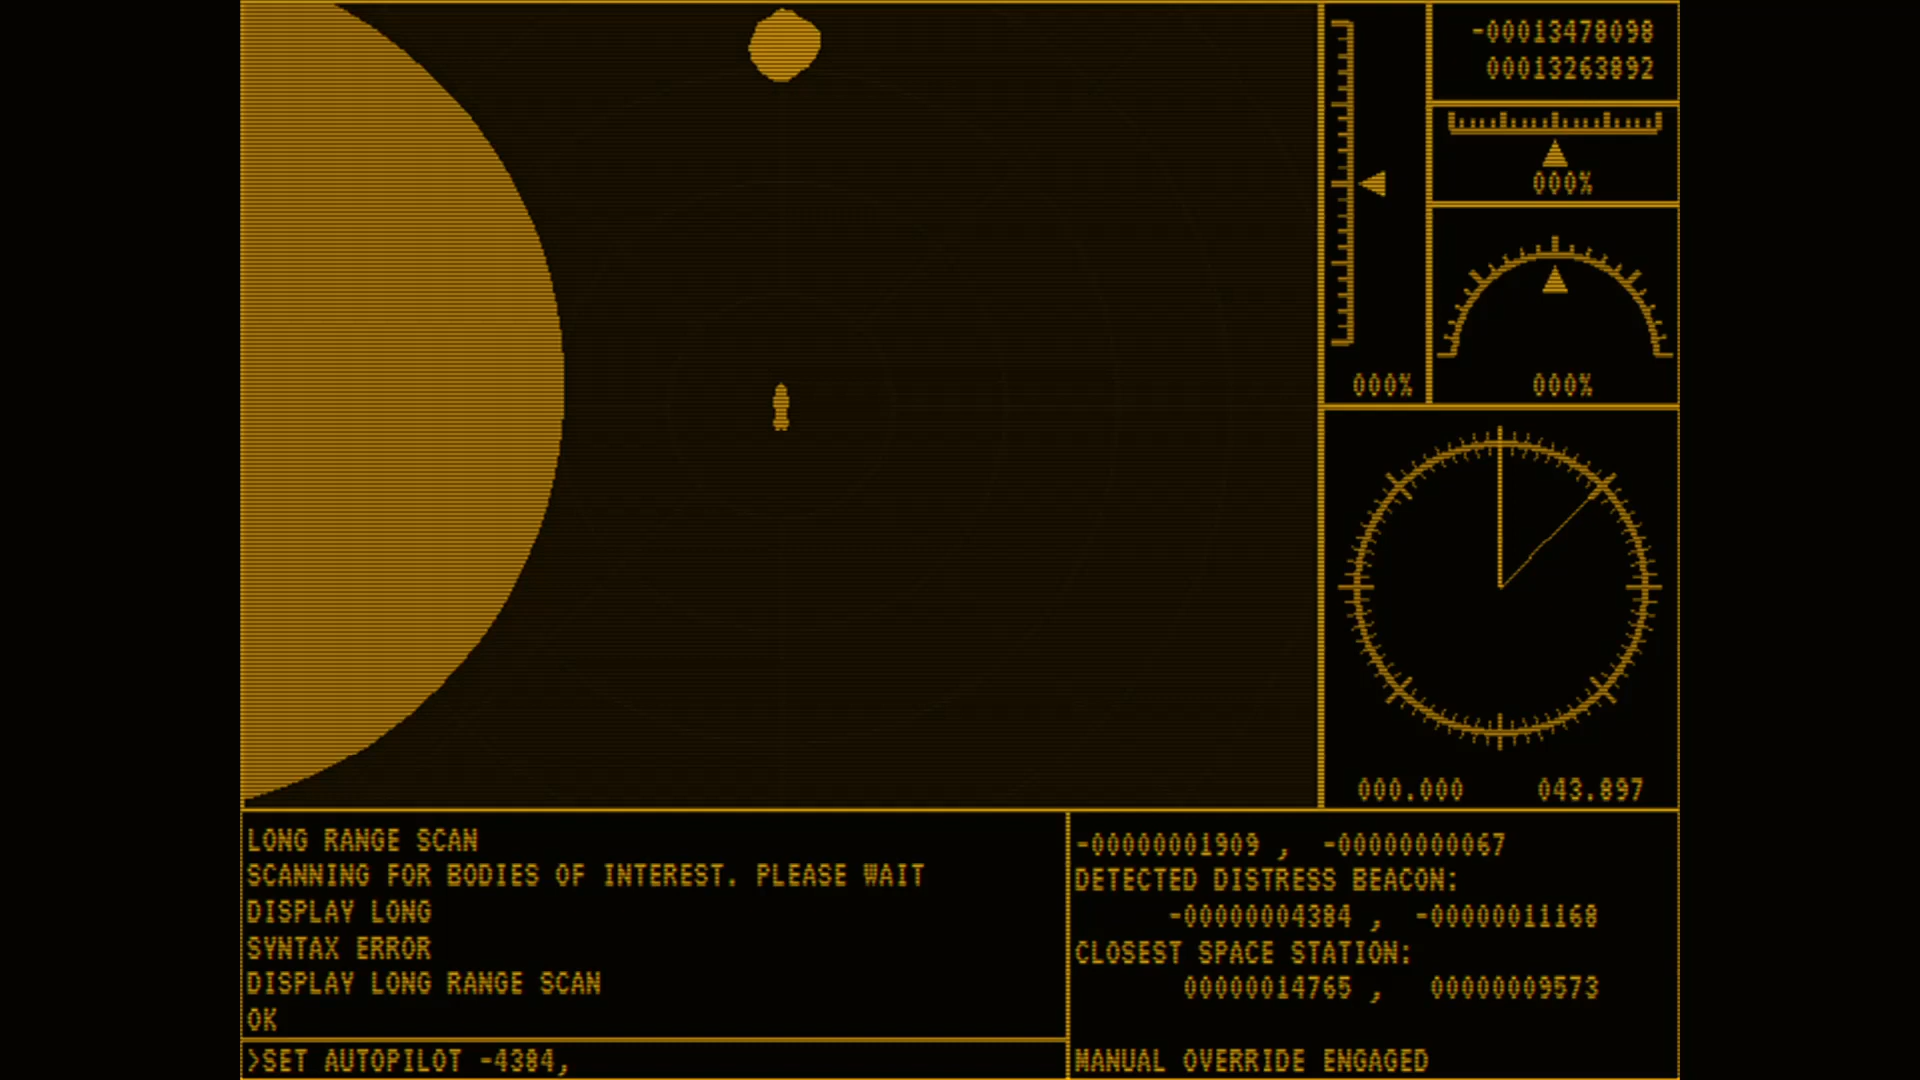 -00013478098
00013263892
000%
000%
000%
000.000 043.897
LONG RANGE SCAN
SCANNING FOR BODIES OF INTEREST. PLEASE WAIT
DISPLAY LONG
SYNTAX ERROR
DISPLAY LONG RANGE SCAN
OK
>SET AUTOPILOT -4384,
-00000001909 , -00000000067
DETECTED DISTRESS BEACON:
-00000004384 , -00000011168
CLOSEST SPACE STATION:
00000014765 , 00000009573
MANUAL OVERRIDE ENGAGED